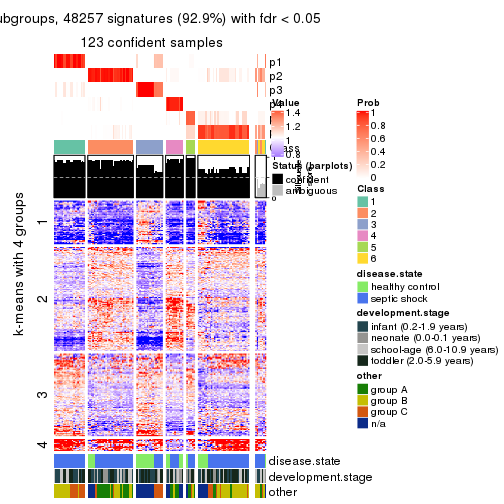 ubgroups, 48257 signatures (92.9%) with fdr < 0.05
123 confident samples
p1
p2
p3
Value
1.4
1.2
1
0.8
Status (barplots)
confident
ambiguous
Prob
1
0.8
0.6
0.4
0.2
0
Class
1
2
3
4
5
6
disease.state
healthy control
septic shock
development.stage
infant (0.2-1.9 years)
neonate (0.0-0.1 years)
school-age (6.0-10.9 years)
toddler (2.0-5.9 years)
other
group A
group B
group C
n/a
k-means with 4 groups
1
2
3
4
disease.state
development.stage
other